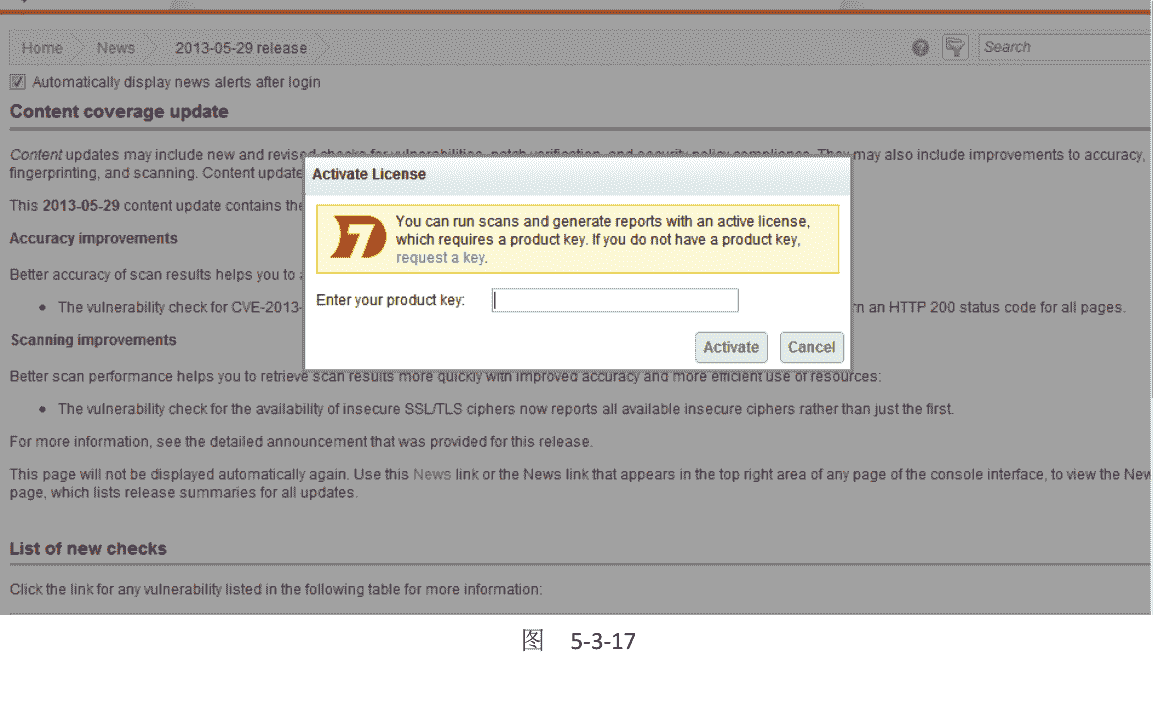 Home News 2013-05-29 release Search
Automatically display news alerts after login
Content coverage update
Content updates may include new and revised checks for vulnerabilities, patch verification, and security policy compliance. They may also include improvements to accuracy,
fingerprinting, and scanning. Content update
This 2013-05-29 content update contains the
Accuracy improvements
Better accuracy of scan results helps you to
The vulnerability check for CVE-2013- rn an HTTP 200 status code for all pages.
Scanning improvements
Better scan performance helps you to retrieve scan results more quickly with improved accuracy and more efficient use of resources:
The vulnerability check for the availability of insecure SSL/TLS ciphers now reports all available insecure ciphers rather than just the first.
For more information, see the detailed announcement that was provided for this release.
This page will not be displayed automatically again. Use this News link or the News link that appears in the top right area of any page of the console interface, to view the New
page, which lists release summaries for all updates.
List of new checks
Click the link for any vulnerability listed in the following table for more information:
Activate License
You can run scans and generate reports with an active license,
which requires a product key. If you do not have a product key,
request a key.
Enter your product key:
Activate Cancel
图 5-3-17